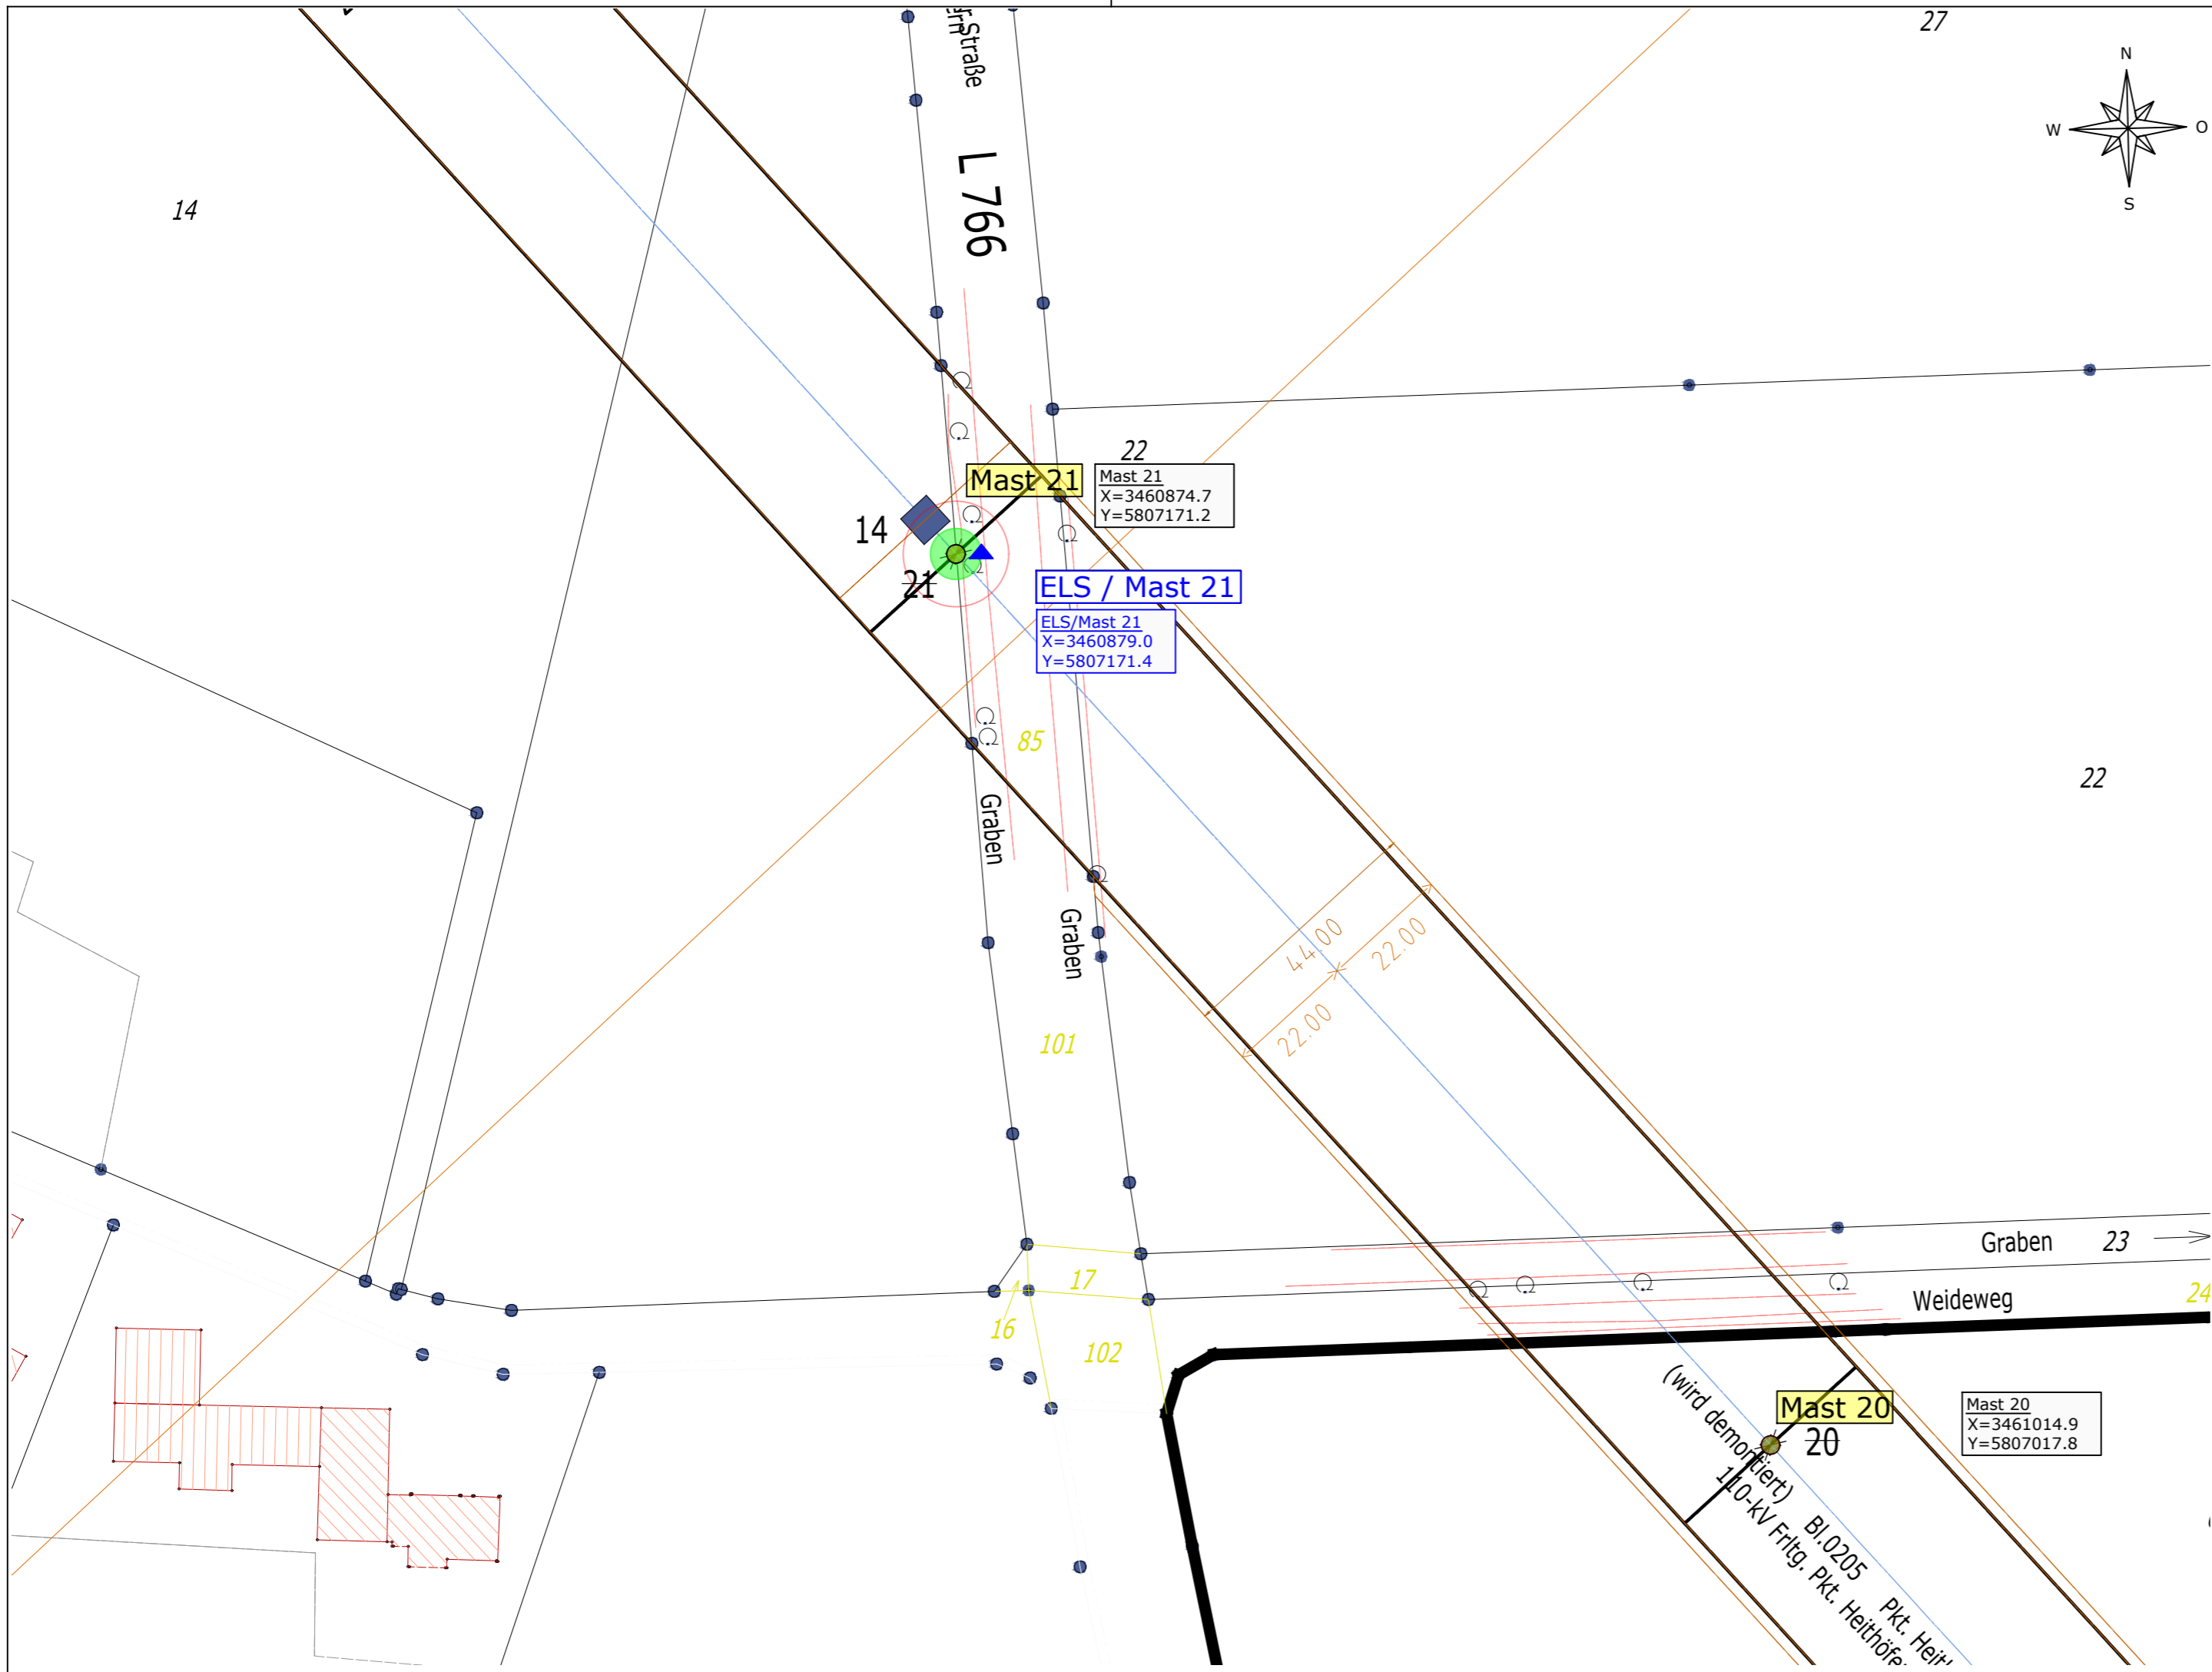 27
Straße
L 766
N
W
O
S
14
22
Mast 21
Mast 21
X=3460874.7
Y=5807171.2
14
21
ELS / Mast 21
ELS/Mast 21
X=3460879.0
Y=5807171.4
85
22
Graben
Graben
44.00
22.00
22.00
101
Graben
23
17
Weideweg
24
16
102
(wird demontiert)
Mast 20
20
Mast 20
X=3461014.9
Y=5807017.8
Bl.0205
110-kV Frltg. Pkt.
Pkt.